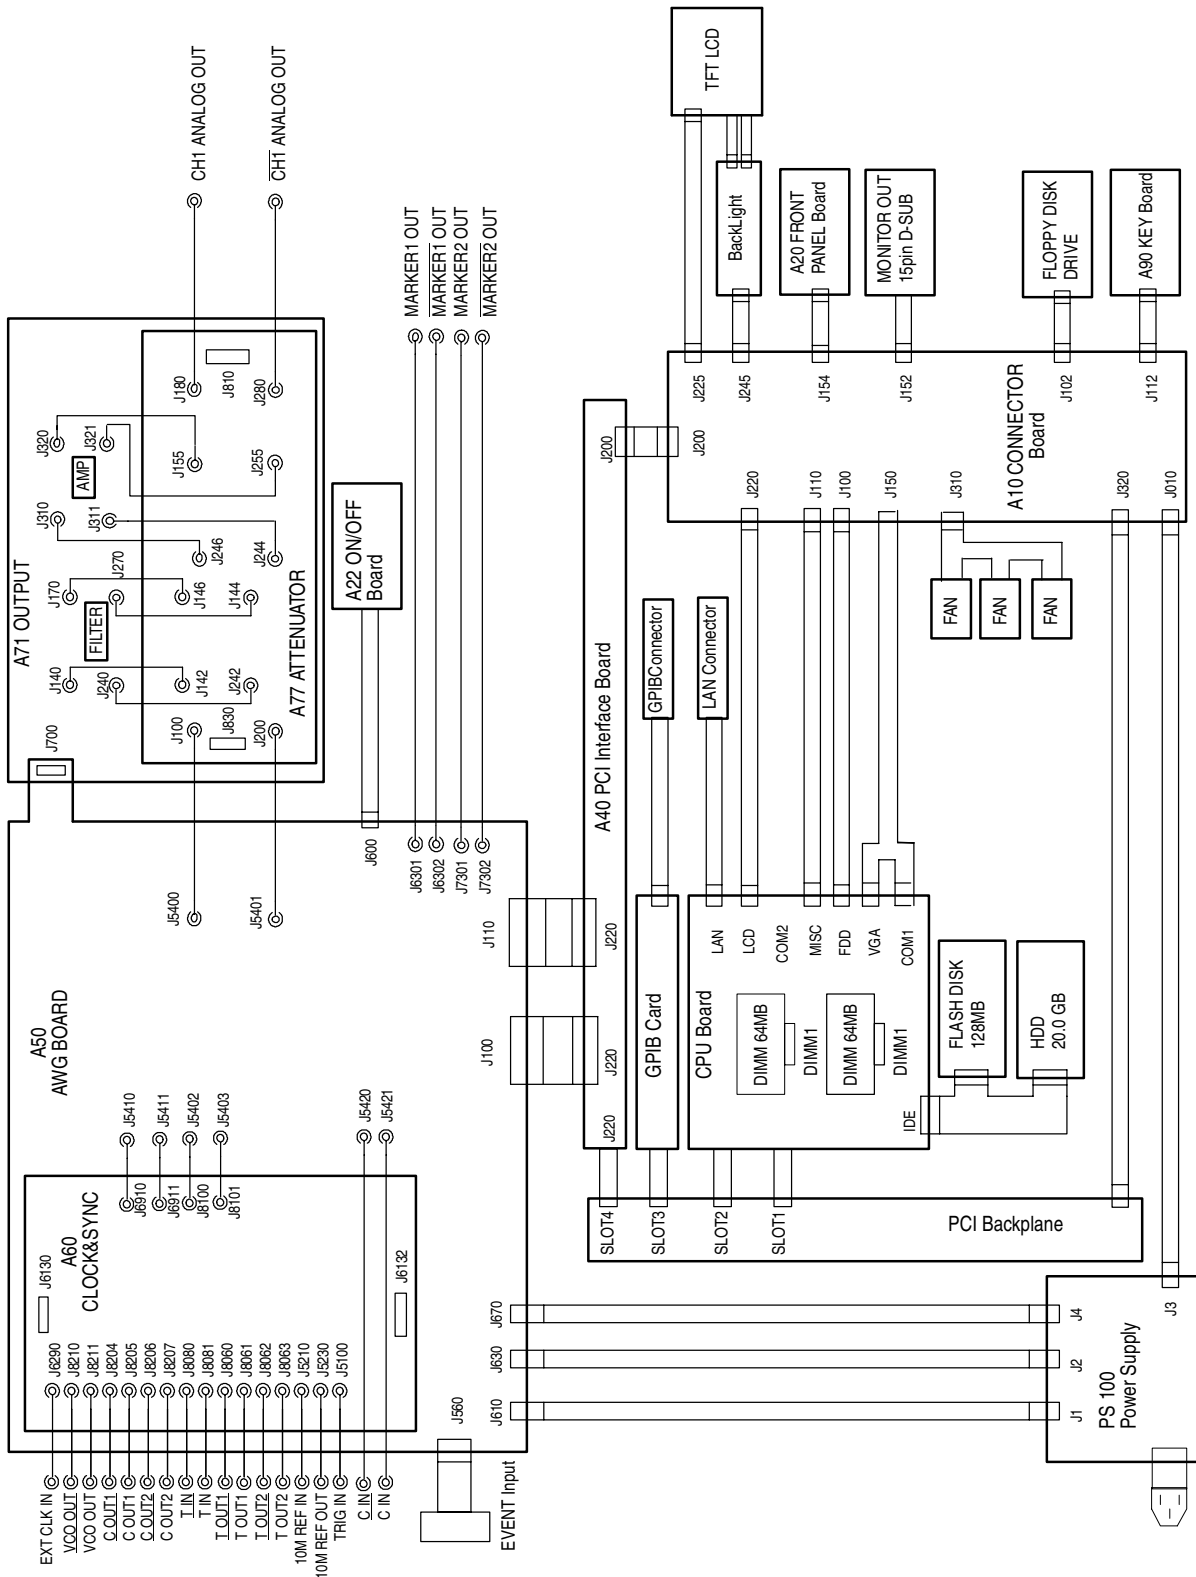 A71 OUTPUT
J700
J140
FILTER
J170
J240
J270
J310
J311
AMP
J320
J321
J100
J142
J146
J246
J155
J180
CH1 ANALOG OUT
J830
J810
J200
J242
J144
J244
J255
J280
CH1 ANALOG OUT
A77 ATTENUATOR
A50
AWG BOARD
J5400
J5401
J600
A22 ON/OFF
Board
J6301
MARKER1 OUT
J6302
MARKER1 OUT
J7301
MARKER2 OUT
J7302
MARKER2 OUT
J5410
J5411
J5402
J5403
J5420
J5421
J6910
J6911
J8100
J8101
J6130
A60
CLOCK&SYNC
J6132
EXT CLK IN
J6290
VCO OUT
J8210
VCO OUT
J8211
C OUT1
J8204
C OUT1
J8205
C OUT2
J8206
C OUT2
J8207
T IN
J8080
T IN
J8081
T OUT1
J8060
T OUT1
J8061
T OUT2
J8062
T OUT2
J8063
10M REF IN
J5210
10M REF OUT
J5230
TRIG IN
J5100
C IN
C IN
EVENT Input
J560
J610
J630
J670
J100
J110
J220
J220
J220
A40 PCI Interface Board
J200
J200
SLOT4
SLOT3
SLOT2
SLOT1
PCI Backplane
GPIB Card
GPIBConnector
CPU Board
LAN
LAN Connector
LCD
COM2
MISC
FDD
VGA
COM1
DIMM 64MB
DIMM1
DIMM 64MB
DIMM1
IDE
FLASH DISK
128MB
HDD
20.0 GB
FAN
FAN
FAN
J220
J110
J100
J150
J310
J320
J010
A10 CONNECTOR
Board
J225
J245
J154
J152
J102
J112
TFT LCD
BackLight
A20 FRONT
PANEL Board
MONITOR OUT
15pin D-SUB
FLOPPY DISK
DRIVE
A90 KEY Board
J1
J2
J4
J3
PS 100
Power Supply